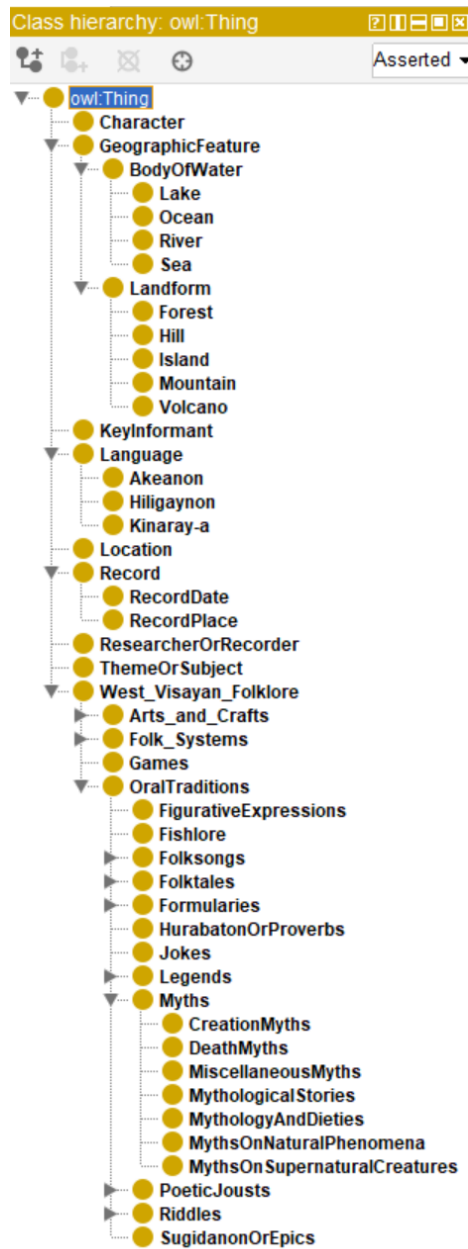 Class hierarchy: owl:Thing
Asserted
owl:Thing
Character
GeographicFeature
BodyOfWater
Lake
Ocean
River
Sea
Landform
Forest
Hill
Island
Mountain
Volcano
KeyInformant
Language
Akeanon
Hiligaynon
Kinaray-a
Location
Record
RecordDate
RecordPlace
ResearcherOrRecorder
ThemeOrSubject
West_Visayan_Folklore
Arts_and_Crafts
Folk_Systems
Games
OralTraditions
FigurativeExpressions
Fishlore
Folksongs
Folktales
Formularies
HurabatonOrProverbs
Jokes
Legends
Myths
CreationMyths
DeathMyths
MiscellaneousMyths
MythologicalStories
MythologyAndDieties
MythsOnNaturalPhenomena
MythsOnSupernaturalCreatures
PoeticJousts
Riddles
SugidanonOrEpics